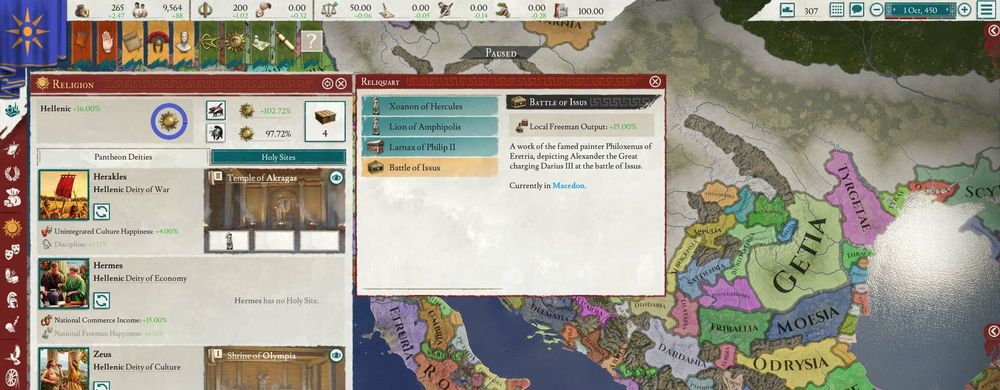 265
+2.47
9,564
+88
200
+1.02
0.00
+0.32
50.00
+0.06
0.00
-0.05
0.00
-0.14
0.00
-0.28
100.00
307
1 Oct, 450
?
Paused
Religion
Hellenic +16.00%
+102.72%
97.72%
4
Pantheon Deities
Holy Sites
Herakles
Hellenic Deity of War
Unintegrated Culture Happiness: +4.00%
II
Temple of Akragas
Hermes
Hellenic Deity of Economy
Hermes has no Holy Site.
National Commerce Income: +15.00%
Zeus
Hellenic Deity of Culture
I
Shrine of Olympia
Reliquary
Xoanon of Hercules
Lion of Amphipolis
Larnax of Philip II
Battle of Issus
Battle of Issus
Local Freeman Output: +15.00%
A work of the famed painter Philoxenus of
Eretria, depicting Alexander the Great
charging Darius III at the battle of Issus.
Currently in Macedon.
Tyrgetae
Getia
Appulia
Triballia
Moesia
Odrysia
Dardania
Dalmatia
Etruria
Umbria